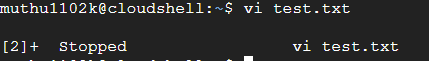 muthu1102k@cloudshell:~$ vi test.txt
[2]+  Stopped                 vi test.txt